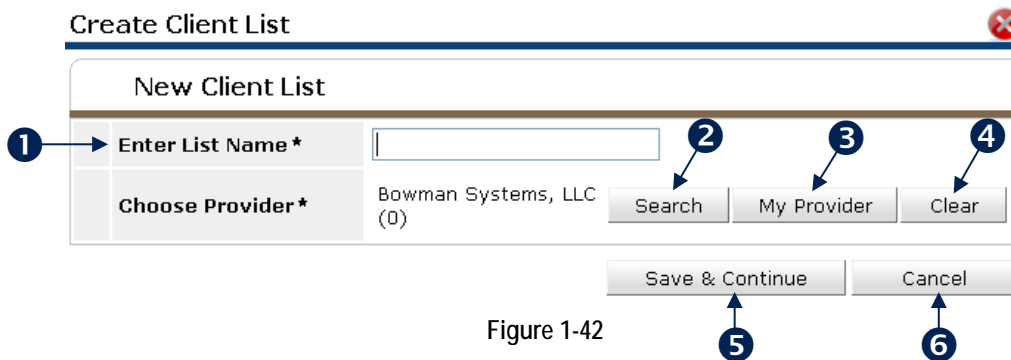 Create Client List
New Client List
1 Enter List Name* 2 3 4
Choose Provider* Bowman Systems, LLC
(0) Search My Provider Clear
Save & Continue Cancel
Figure 1-42
5 6